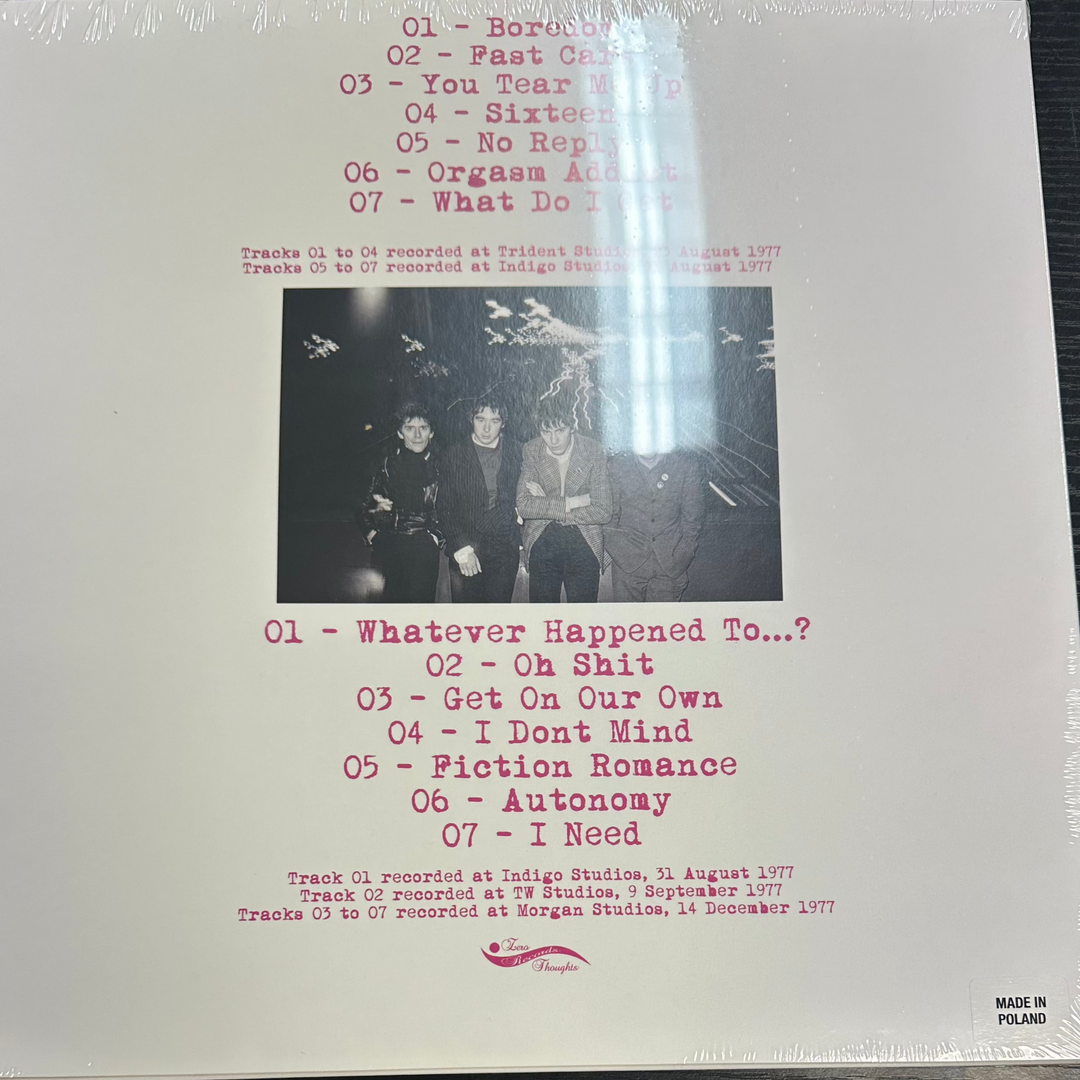 01 - Boredom
02 - Fast Cars
03 - You Tear Me Up
04 - Sixteen
05 - No Reply
06 - Orgasm Addict
07 - What Do I Get
Tracks 01 to 04 recorded at Trident Studios, August 1977
Tracks 05 to 07 recorded at Indigo Studios, August 1977
01 - Whatever Happened To...?
02 - Oh Shit
03 - Get On Our Own
04 - I Dont Mind
05 - Fiction Romance
06 - Autonomy
07 - I Need
Track 01 recorded at Indigo Studios, 31 August 1977
Track 02 recorded at TW Studios, 9 September 1977
Tracks 03 to 07 recorded at Morgan Studios, 14 December 1977
Zero
Records
Thoughts
MADE IN
POLAND